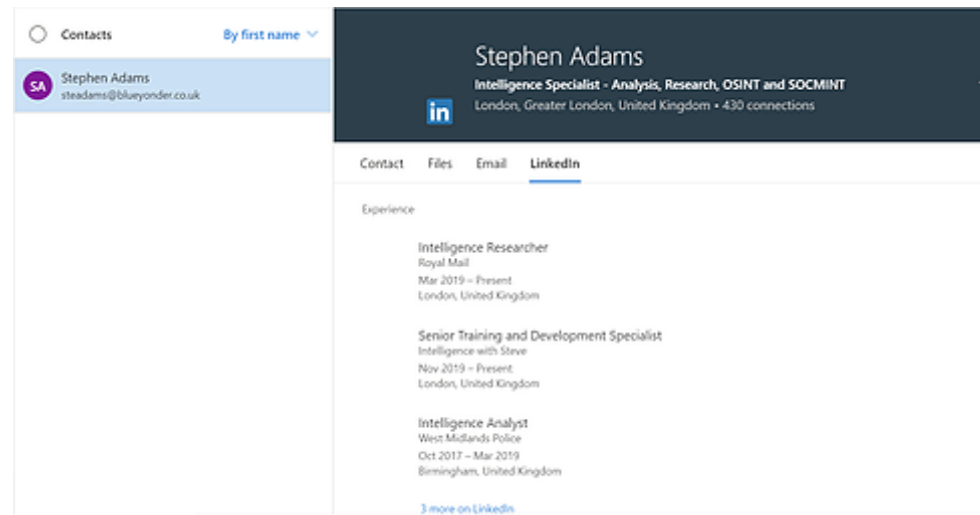 Contacts
By first name
SA
Stephen Adams
steadams@blueyonder.co.uk
Stephen Adams
Intelligence Specialist - Analysis, Research, OSINT and SOCMINT
in
London, Greater London, United Kingdom • 430 connections
Contact Files Email LinkedIn
Experience
Intelligence Researcher
Royal Mail
Mar 2019 – Present
London, United Kingdom
Senior Training and Development Specialist
Intelligence with Steve
Nov 2019 – Present
London, United Kingdom
Intelligence Analyst
West Midlands Police
Oct 2017 – Mar 2019
Birmingham, United Kingdom
3 more on LinkedIn